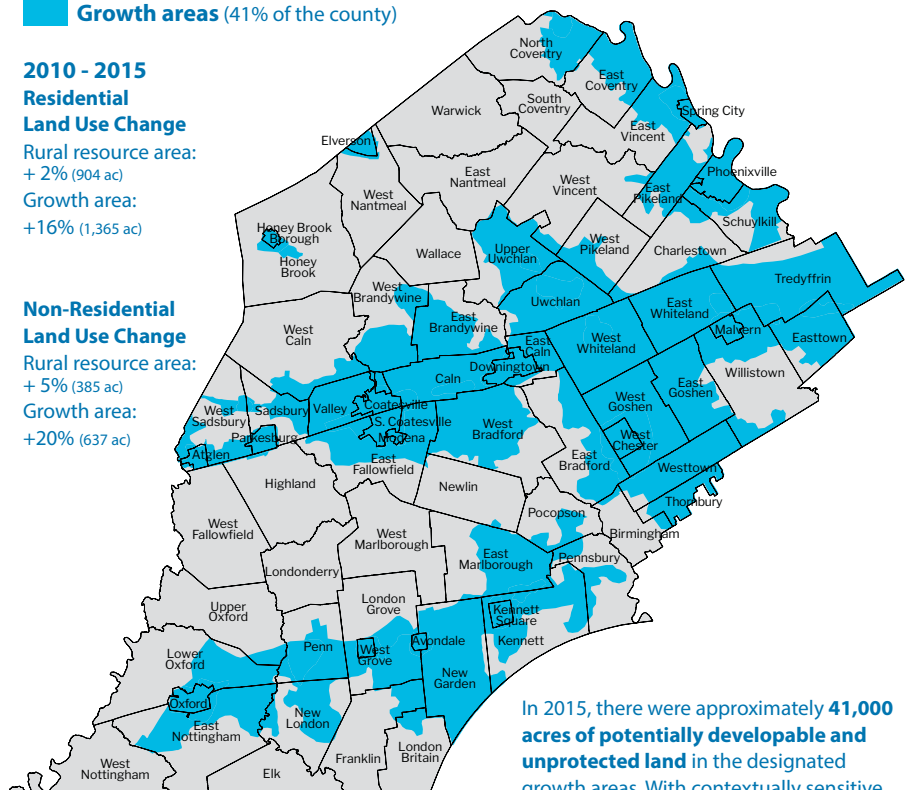 Growth areas (41% of the county)
2010 - 2015
Residential
Land Use Change
Rural resource area:
+ 2% (904 ac)
Growth area:
+16% (1,365 ac)
Non-Residential
Land Use Change
Rural resource area:
+ 5% (385 ac)
Growth area:
+20% (637 ac)
North
Coventry
East
Coventry
Warwick
South
Coventry
Spring City
East
Vincent
Elverson
East
Nantmeal
West
Vincent
Phoenixville
West
Nantmeal
East
Pikeland
Schuylkill
Honey Brook
Borough
Honey
Brook
Wallace
Upper
Uwchlan
West
Pikeland
Charlestown
Tredyffrin
West
Brandywine
Uwchlan
East
Whiteland
East
Brandywine
West
Caln
East
Caln
West
Whiteland
Malvern
Easttown
Downingtown
Caln
Willistown
East
Goshen
West
Goshen
West
Sadsbury
Sadsbury
Valley
Coatesville
S. Coatesville
Modena
West
Bradford
Parkesburg
West
Chester
Atglen
East
Fallowfield
East
Bradford
Westtown
Highland
Newlin
Thornbury
Pocopson
West
Fallowfield
Birmingham
West
Marlborough
East
Marlborough
Pennsbury
Londonderry
Upper
Oxford
London
Grove
Kennett
Square
Kennett
Avondale
Penn
West
Grove
Lower
Oxford
New
Garden
Oxford
New
London
East
Nottingham
West
Nottingham
Elk
Franklin
London
Britain
In 2015, there were approximately 41,000
acres of potentially developable and
unprotected land in the designated
growth areas. With contextually sensitive